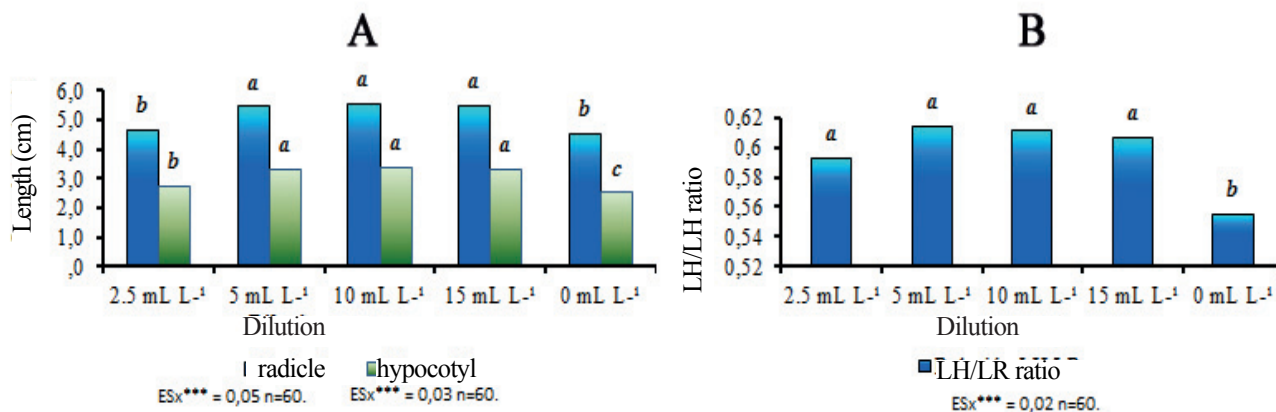 A
Length (cm)
6,0
5,0
4,0
3,0
2,0
1,0
,0
b
b
a
a
a
a
a
a
b
c
2.5 mL L-¹
5 mL L-¹
10 mL L-¹
15 mL L-¹
0 mL L-¹
Dilution
radicle
hypocotyl
ESx*** = 0,05 n=60.
ESx*** = 0,03 n=60.
B
LH/LH ratio
0,62
0,6
0,58
0,56
0,54
0,52
a
a
a
a
b
2.5 mL L-¹
5 mL L-¹
10 mL L-¹
15 mL L-¹
0 mL L-¹
Dilution
LH/LR ratio
ESx*** = 0,02 n=60.